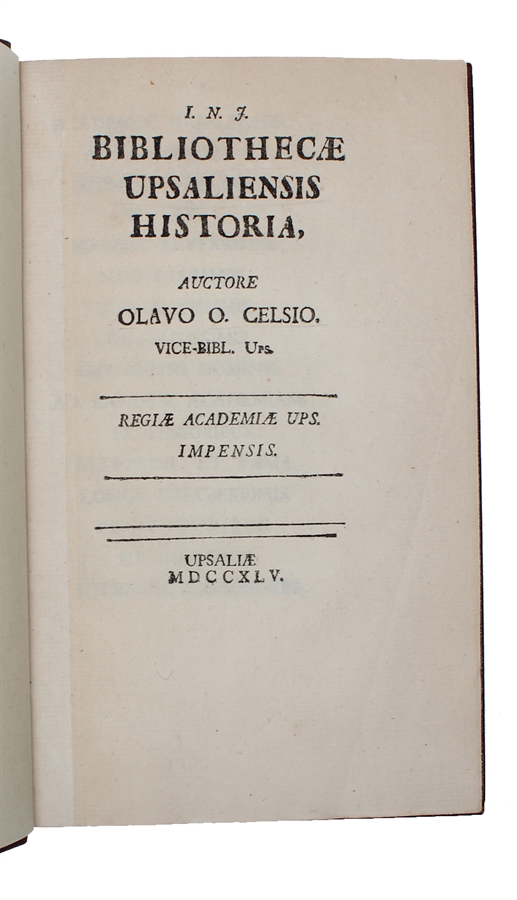 I. N. J.
BIBLIOTHECÆ
UPSALIENSIS
HISTORIA,
AUCTORE
OLAVO O. CELSIO.
VICE-BIBL. Ups.
REGIÆ ACADEMIÆ UPS.
IMPENSIS.
UPSALIÆ
MDCCXLV.